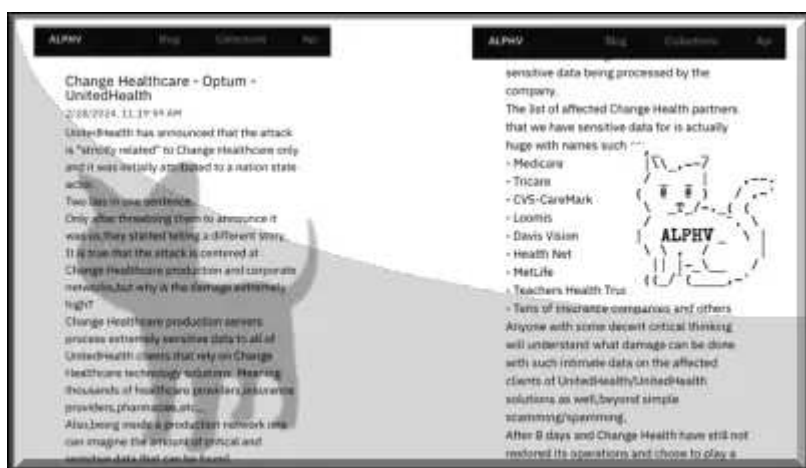 ALPHV Blog Collections Api
Change Healthcare - Optum -
UnitedHealth
2/28/2024, 11:19:59 AM
UnitedHealth has announced that the attack
is "strictly related" to Change Healthcare only
and it was initially attributed to a nation state
actor.
Two lies in one sentence.
Only after threatening them to announce it
was us, they started telling a different story.
It is true that the attack is centered at
Change Healthcare production and corporate
networks,but why is the damage extremely
high?
Change Healthcare production servers
process extremely sensitive data to all of
UnitedHealth clients that rely on Change
Healthcare technology solutions. Meaning
thousands of healthcare providers,insurance
providers,pharmacies,etc...
Also,being inside a production network one
can imagine the amount of critical and
sensitive data that can be found.
ALPHV Blog Collections Api
sensitive data being processed by the
company.
The list of affected Change Health partners
that we have sensitive data for is actually
huge with names such
- Medicare
- Tricare
- CVS-CareMark
- Loomis
- Davis Vision
- Health Net
- MetLife
- Teachers Health Trus
- Tens of insurance companies and others
Anyone with some decent critical thinking
will understand what damage can be done
with such intimate data on the affected
clients of UnitedHealth/UnitedHealth
solutions as well,beyond simple
scamming/spamming.
After 8 days and Change Health have still not
restored its operations and chose to play a
ALPHV